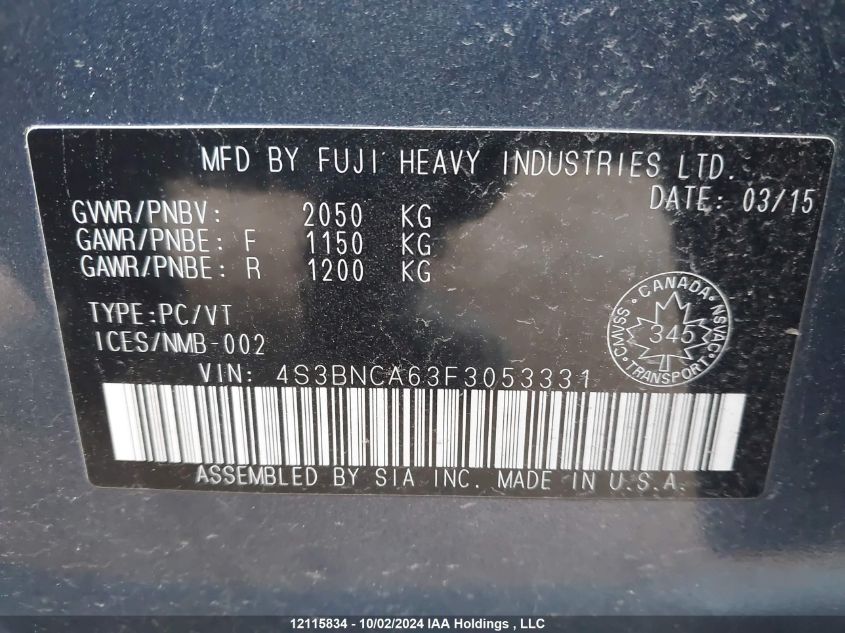 MFD BY FUJI HEAVY INDUSTRIES LTD.
DATE: 03/15
GVWR/PNBV: 2050 KG
GAWR/PNBE: F 1150 KG
GAWR/PNBE: R 1200 KG
TYPE:PC/VT
ICES/NMB-002
CANADA
CMVSS 345 NSVAC
TRANSPORT
VIN: 4S3BNCA63F3053331
ASSEMBLED BY SIA INC. MADE IN U.S.A.
12115834 - 10/02/2024 IAA Holdings , LLC